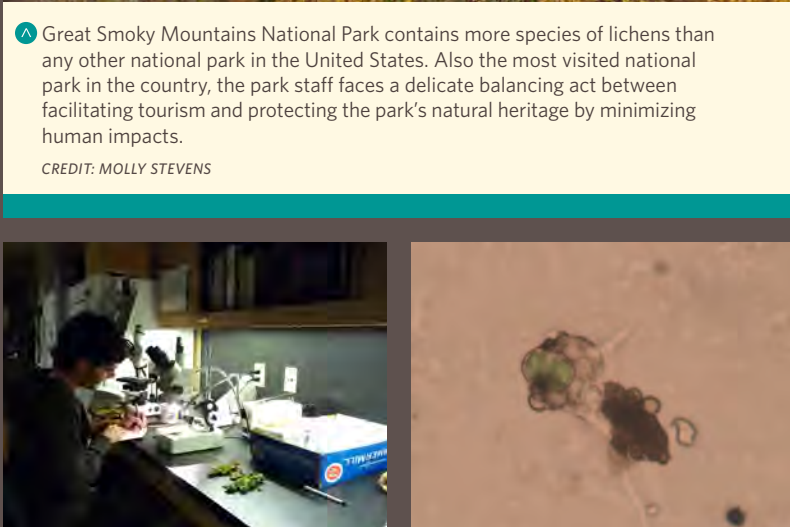 Great Smoky Mountains National Park contains more species of lichens than
any other national park in the United States. Also the most visited national
park in the country, the park staff faces a delicate balancing act between
facilitating tourism and protecting the park's natural heritage by minimizing
human impacts.
CREDIT: MOLLY STEVENS